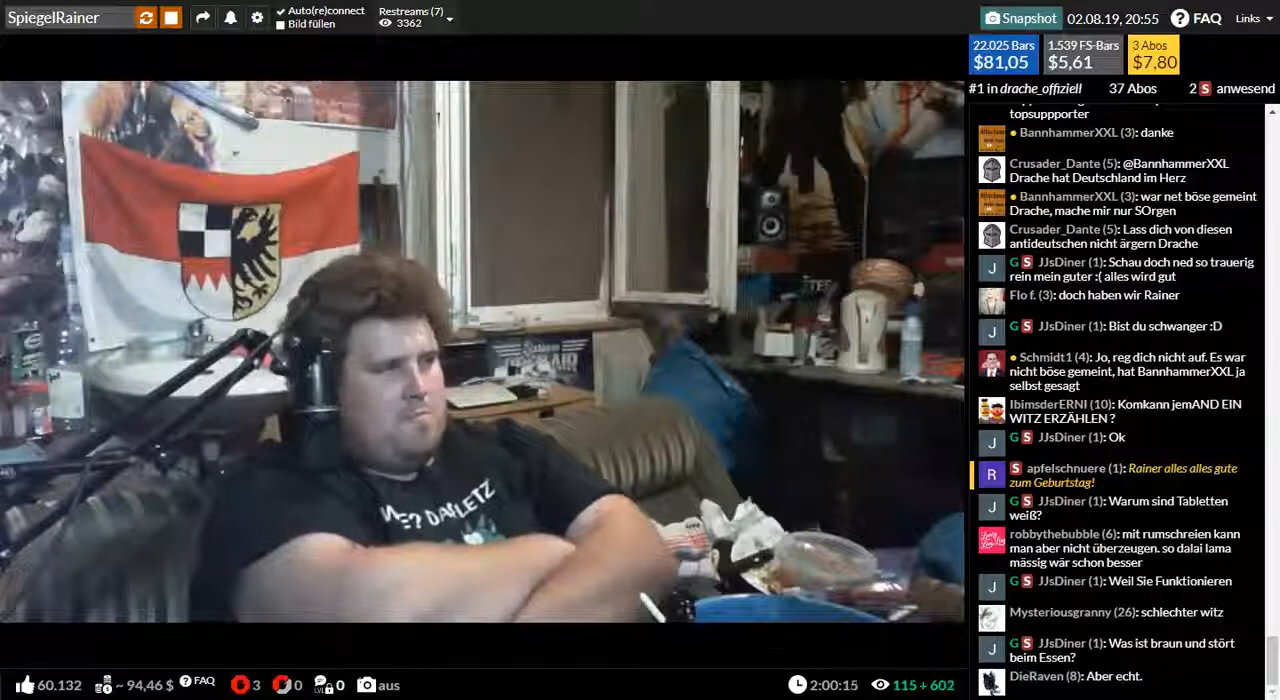 SpiegelRainer
Auto(re)connect
Bild füllen
Restreams (7)
3362
Snapshot
02.08.19, 20:55
FAQ
Links
22.025 Bars
$81,05
1.539 FS-Bars
$5,61
3 Abos
$7,80
#1 in drache_offiziell
37 Abos
2 S anwesend
topsuppporter
BannhammerXXL (3): danke
Crusader_Dante (5): @BannhammerXXL
Drache hat Deutschland im Herz
BannhammerXXL (3): war net böse gemeint
Drache, mache mir nur SOrgen
Crusader_Dante (5): Lass dich von diesen
antideutschen nicht ärgern Drache
J
G S JJsDiner (1): Schau doch ned so trauerig
rein mein guter :( alles wird gut
Flo f. (3): doch haben wir Rainer
J
G S JJsDiner (1): Bist du schwanger :D
Schmidt1 (4): Jo, reg dich nicht auf. Es war
nicht böse gemeint, hat BannhammerXXL ja
selbst gesagt
IbimsderERNI (10): Komkann jemAND EIN
WITZ ERZÄHLEN ?
J
G S JJsDiner (1): Ok
R
S apfelschnuere (1): Rainer alles alles gute
zum Geburtstag!
J
G S JJsDiner (1): Warum sind Tabletten
weiß?
robbythebubble (6): mit rumschreien kann
man aber nicht überzeugen. so dalai lama
mässig wär schon besser
J
G S JJsDiner (1): Weil Sie Funktionieren
Mysteriousgranny (26): schlechter witz
J
G S JJsDiner (1): Was ist braun und stört
beim Essen?
DieRaven (8): Aber echt.
60.132
~ 94,46 $
FAQ
3
0
LVL
0
aus
2:00:15
115 + 602